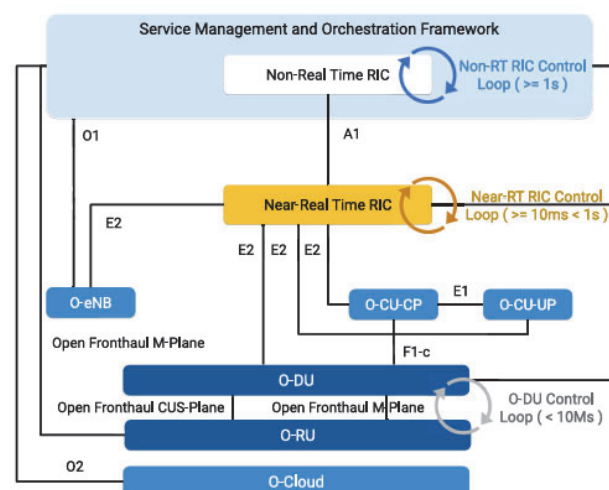 Service Management and Orchestration Framework
Non-Real Time RIC
Non-RT RIC Control
Loop ( >= 1s )
O1
A1
Near-Real Time RIC
Near-RT RIC Control
Loop ( >= 10ms < 1s )
E2
E2
E2
E2
O-eNB
O-CU-CP
E1
O-CU-UP
Open Fronthaul M-Plane
F1-c
O-DU
O-DU Control
Loop ( < 10Ms )
Open Fronthaul CUS-Plane
Open Fronthaul M-Plane
O-RU
O2
O-Cloud